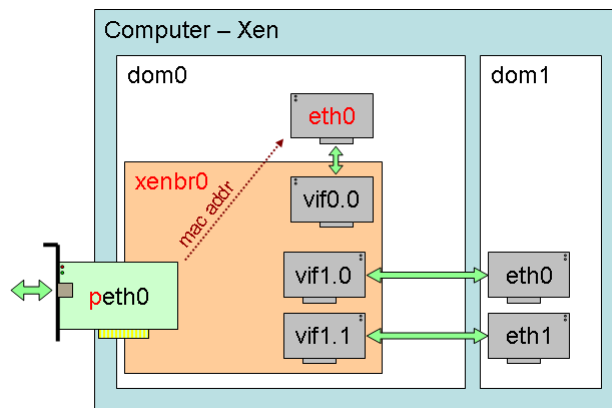 Computer – Xen
dom0
dom1
eth0
xenbr0
mac addr
vif0.0
peth0
vif1.0
eth0
vif1.1
eth1